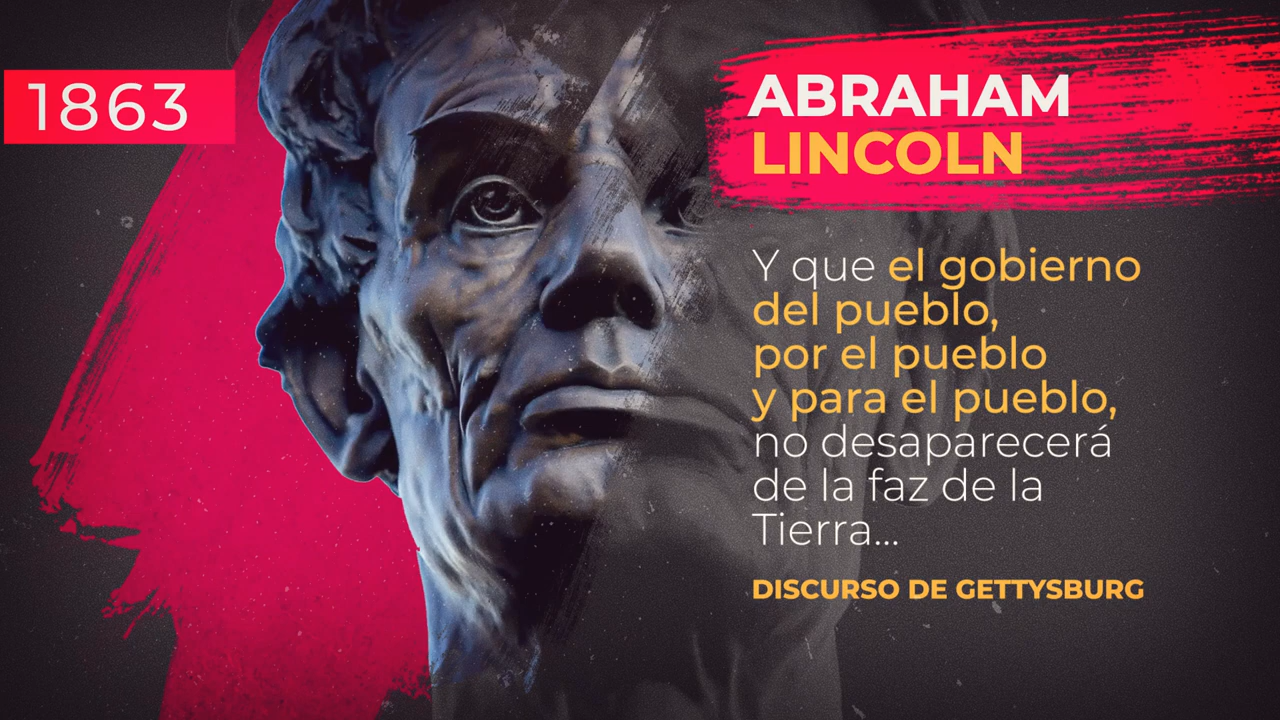 1863
ABRAHAM
LINCOLN
Y que el gobierno
del pueblo,
por el pueblo
y para el pueblo,
no desaparecerá
de la faz de la
Tierra...
DISCURSO DE GETTYSBURG